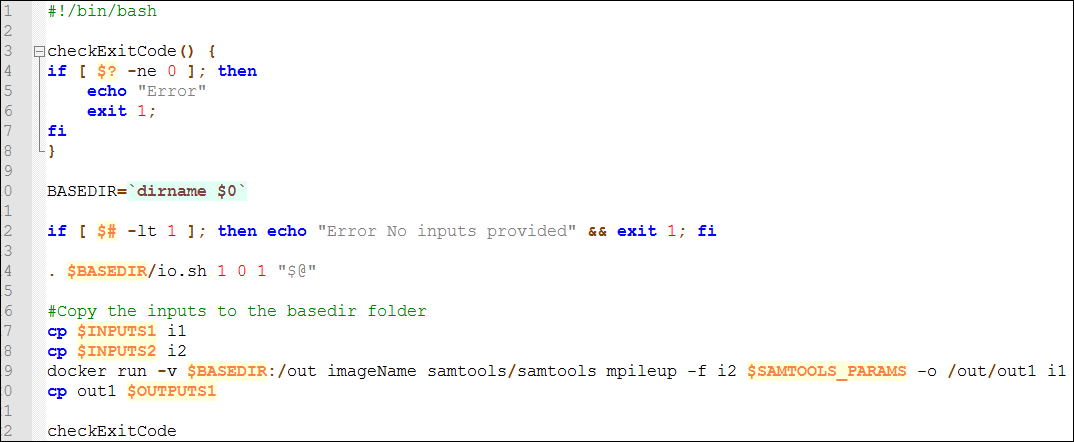 1 #!/bin/bash
2
3 checkExitCode() {
4 if [ $? -ne 0 ]; then
5     echo "Error"
6     exit 1;
7 fi
8 }
9
0 BASEDIR=`dirname $0`
1
2 if [ $# -lt 1 ]; then echo "Error No inputs provided" && exit 1; fi
3
4 . $BASEDIR/io.sh 1 0 1 "$@"
5
6 #Copy the inputs to the basedir folder
7 cp $INPUTS1 i1
8 cp $INPUTS2 i2
9 docker run -v $BASEDIR:/out imageName samtools/samtools mpileup -f i2 $SAMTOOLS_PARAMS -o /out/out1 i1
0 cp out1 $OUTPUTS1
1
2 checkExitCode